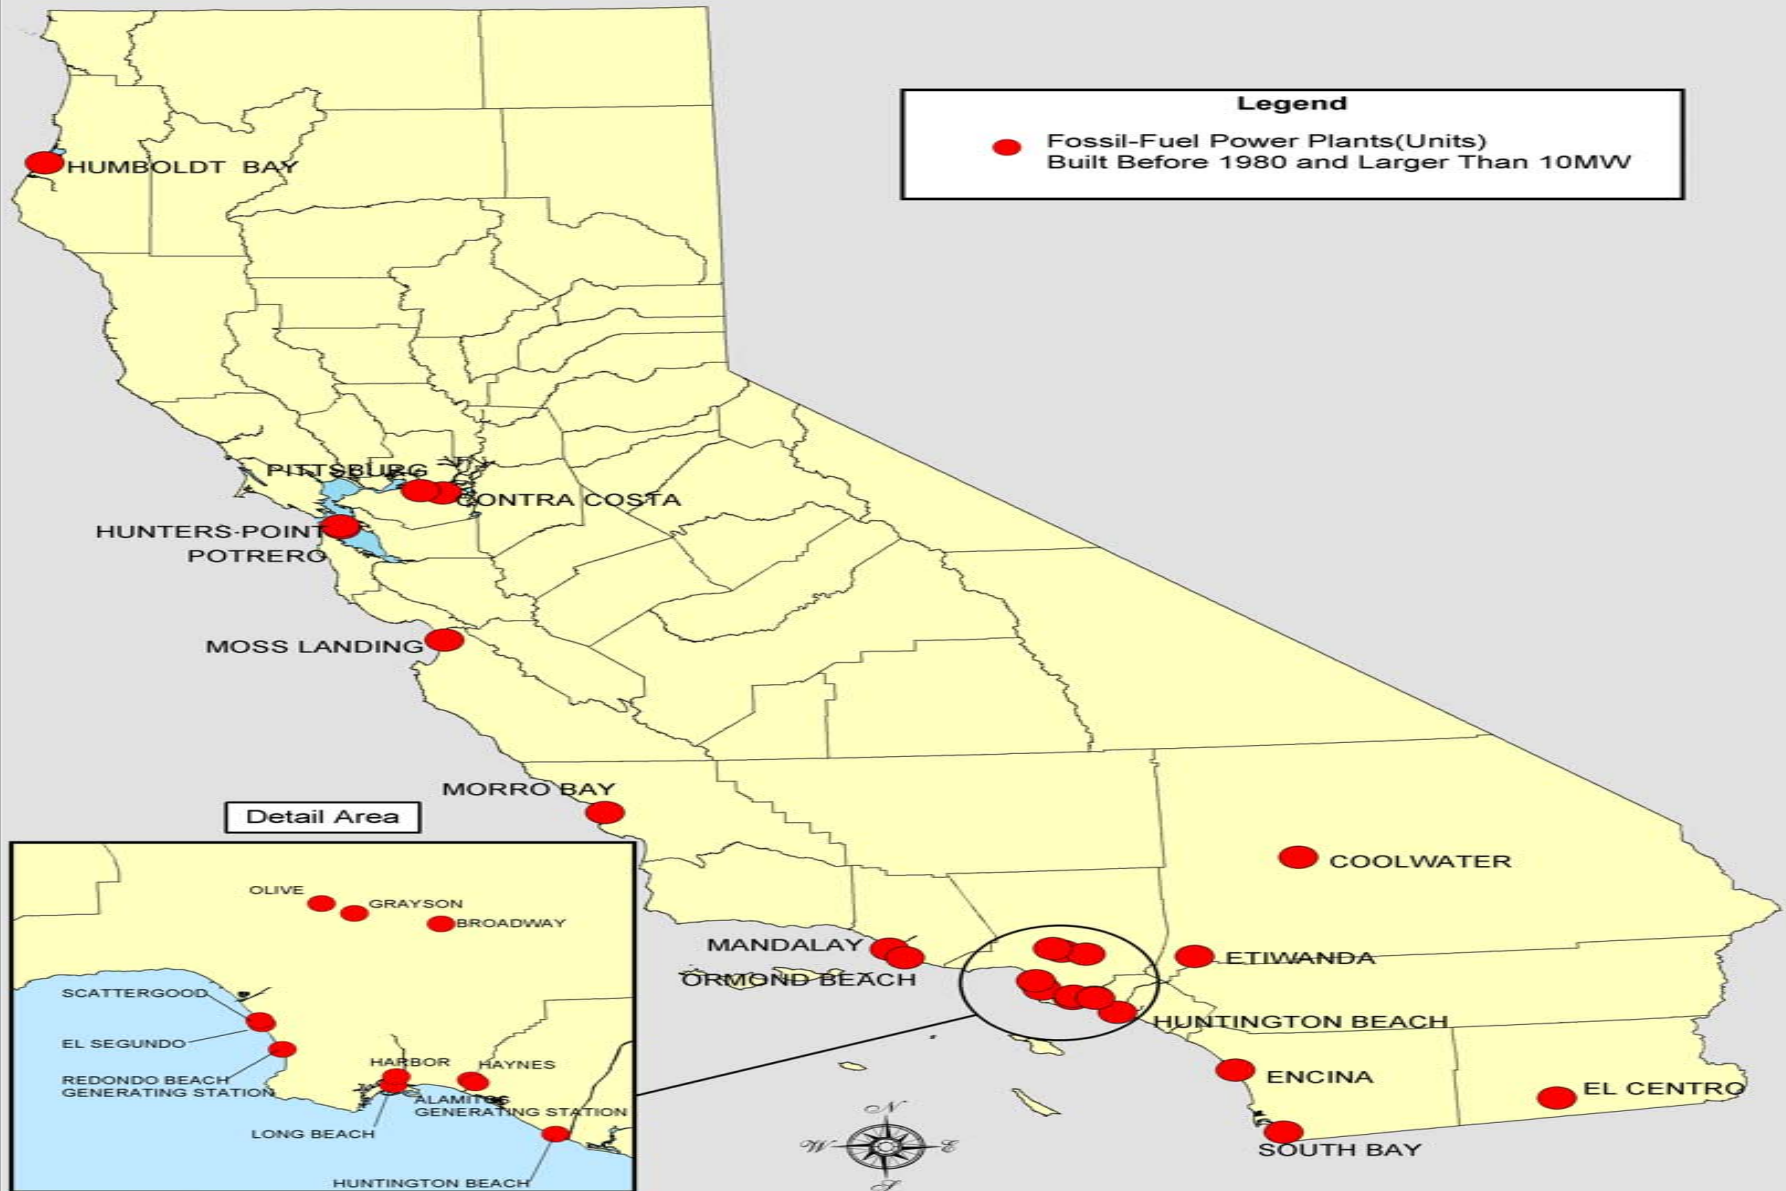 Legend
Fossil-Fuel Power Plants(Units)
Built Before 1980 and Larger Than 10MW
HUMBOLDT BAY
PITTSBURG
CONTRA COSTA
HUNTERS-POINT
POTRERO
MOSS LANDING
MORRO BAY
COOLWATER
MANDALAY
ORMOND BEACH
ETIWANDA
HUNTINGTON BEACH
ENCINA
EL CENTRO
SOUTH BAY
Detail Area
OLIVE
GRAYSON
BROADWAY
SCATTERGOOD
EL SEGUNDO
REDONDO BEACH
GENERATING STATION
HARBOR
HAYNES
ALAMITOS
GENERATING STATION
LONG BEACH
HUNTINGTON BEACH
N
W
E
S